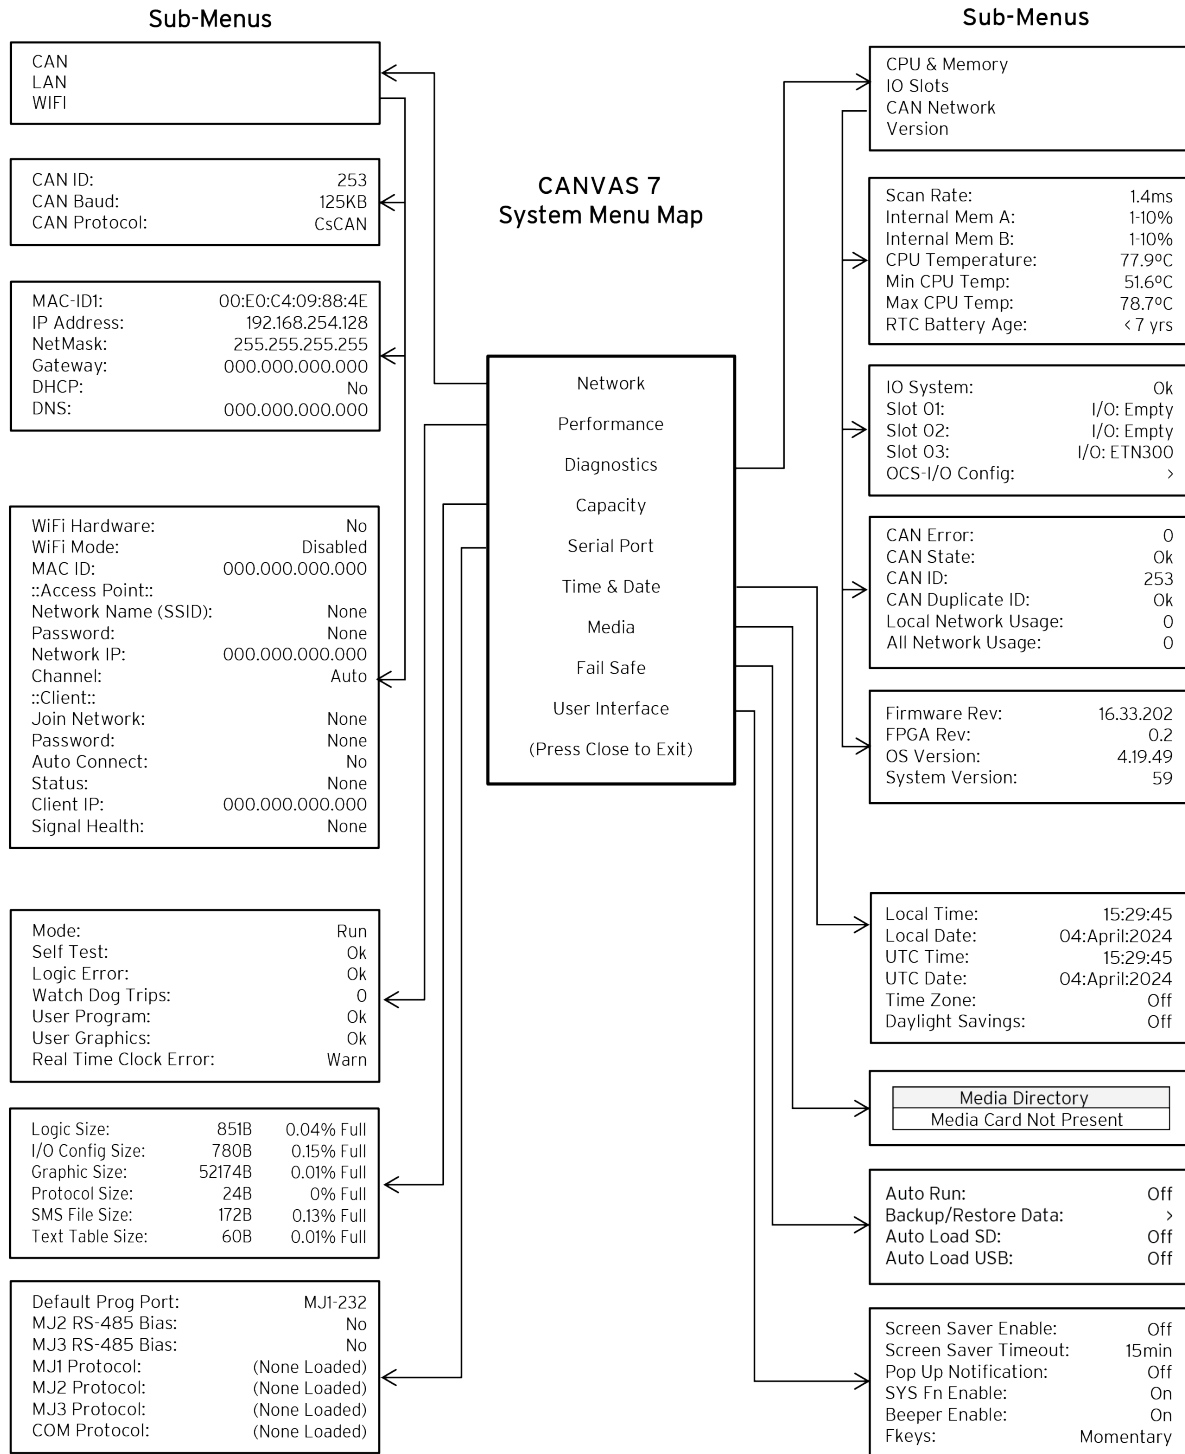 Sub-Menus
CAN
LAN
WIFI
CAN ID: 253
CAN Baud: 125KB
CAN Protocol: CsCAN
MAC-ID1: 00:E0:C4:09:88:4E
IP Address: 192.168.254.128
NetMask: 255.255.255.255
Gateway: 000.000.000.000
DHCP: No
DNS: 000.000.000.000
WiFi Hardware: No
WiFi Mode: Disabled
MAC ID: 000.000.000.000
::Access Point::
Network Name (SSID): None
Password: None
Network IP: 000.000.000.000
Channel: Auto
::Client::
Join Network: None
Password: None
Auto Connect: No
Status: None
Client IP: 000.000.000.000
Signal Health: None
Mode: Run
Self Test: Ok
Logic Error: Ok
Watch Dog Trips: 0
User Program: Ok
User Graphics: Ok
Real Time Clock Error: Warn
Logic Size: 851B 0.04% Full
I/O Config Size: 780B 0.15% Full
Graphic Size: 52174B 0.01% Full
Protocol Size: 24B 0% Full
SMS File Size: 172B 0.13% Full
Text Table Size: 60B 0.01% Full
Default Prog Port: MJ1-232
MJ2 RS-485 Bias: No
MJ3 RS-485 Bias: No
MJ1 Protocol: (None Loaded)
MJ2 Protocol: (None Loaded)
MJ3 Protocol: (None Loaded)
COM Protocol: (None Loaded)
CANVAS 7
System Menu Map
Network
Performance
Diagnostics
Capacity
Serial Port
Time & Date
Media
Fail Safe
User Interface
(Press Close to Exit)
Sub-Menus
CPU & Memory
IO Slots
CAN Network
Version
Scan Rate: 1.4ms
Internal Mem A: 1-10%
Internal Mem B: 1-10%
CPU Temperature: 77.9ºC
Min CPU Temp: 51.6ºC
Max CPU Temp: 78.7ºC
RTC Battery Age: < 7 yrs
IO System: Ok
Slot 01: I/O: Empty
Slot 02: I/O: Empty
Slot 03: I/O: ETN300
OCS-I/O Config: >
CAN Error: 0
CAN State: Ok
CAN ID: 253
CAN Duplicate ID: Ok
Local Network Usage: 0
All Network Usage: 0
Firmware Rev: 16.33.202
FPGA Rev: 0.2
OS Version: 4.19.49
System Version: 59
Local Time: 15:29:45
Local Date: 04:April:2024
UTC Time: 15:29:45
UTC Date: 04:April:2024
Time Zone: Off
Daylight Savings: Off
Media Directory
Media Card Not Present
Auto Run: Off
Backup/Restore Data: >
Auto Load SD: Off
Auto Load USB: Off
Screen Saver Enable: Off
Screen Saver Timeout: 15min
Pop Up Notification: Off
SYS Fn Enable: On
Beeper Enable: On
Fkeys: Momentary